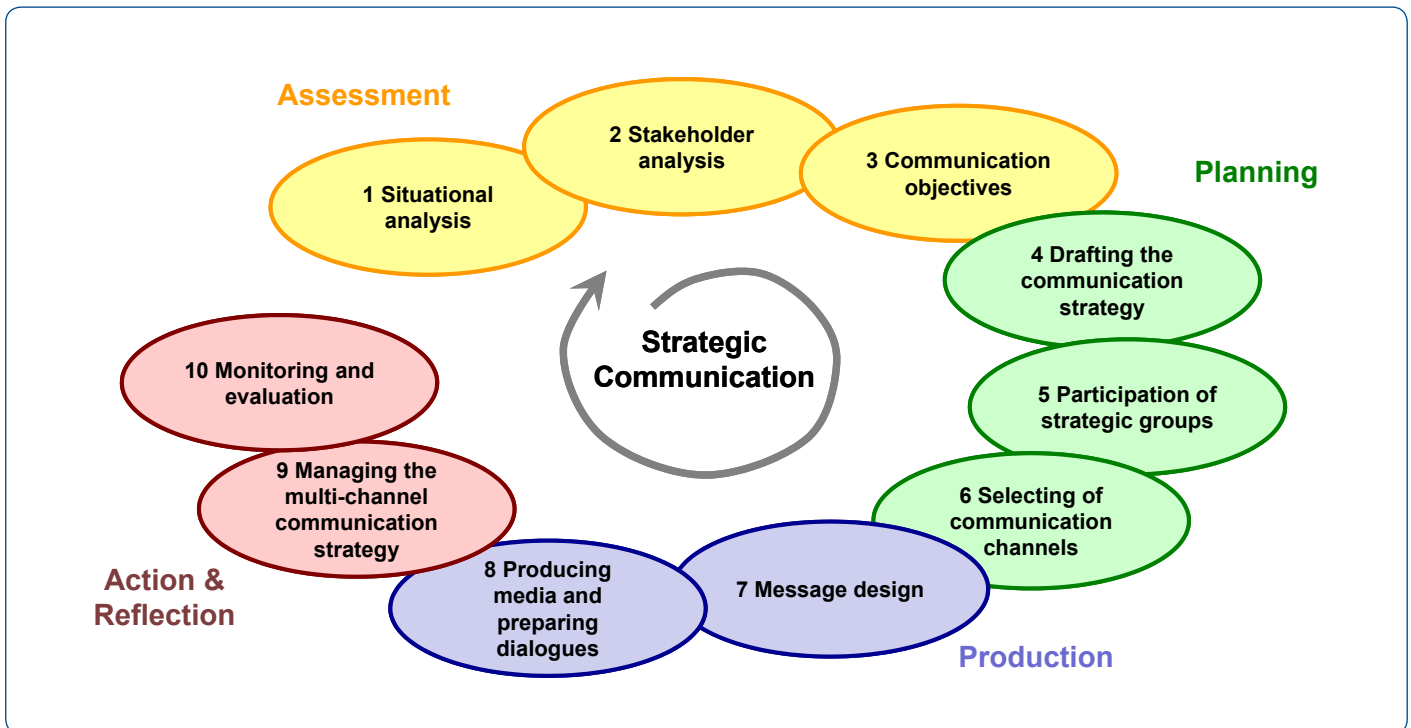 Assessment
1 Situational
analysis
2 Stakeholder
analysis
3 Communication
objectives
Planning
4 Drafting the
communication
strategy
5 Participation of
strategic groups
6 Selecting of
communication
channels
Production
7 Message design
8 Producing
media and
preparing
dialogues
Action &
Reflection
9 Managing the
multi-channel
communication
strategy
10 Monitoring and
evaluation
Strategic
Communication